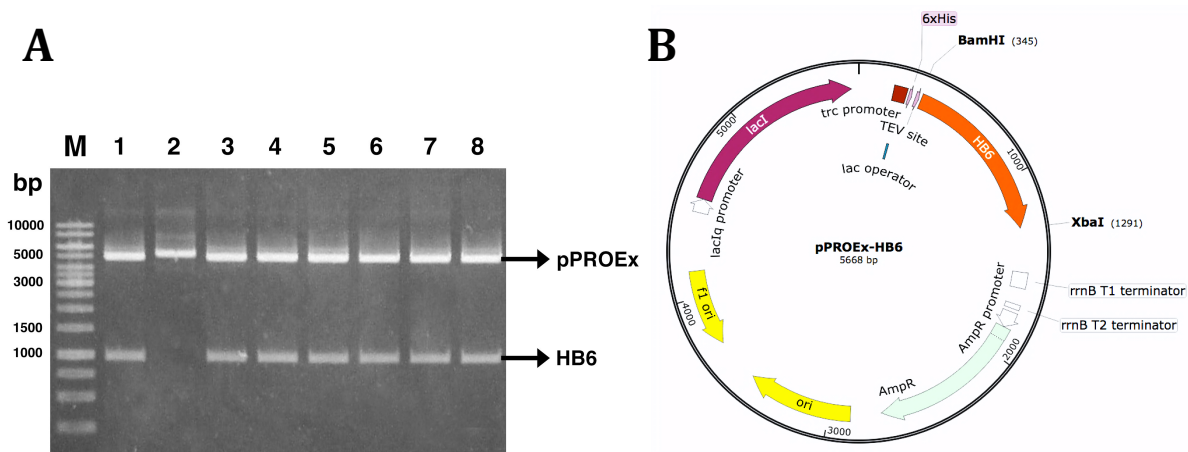 A
M 1 2 3 4 5 6 7 8
bp
10000
5000
3000
1500
1000
pPROEx
HB6
B
6xHis
BamHI (345)
trc promoter
TEV site
lac operator
HB6
1000
XbaI (1291)
rrnB T1 terminator
rrnB T2 terminator
AmpR promoter
2000
AmpR
3000
ori
4000
f1 ori
lacIq promoter
lacI
5000
pPROEx-HB6
5668 bp